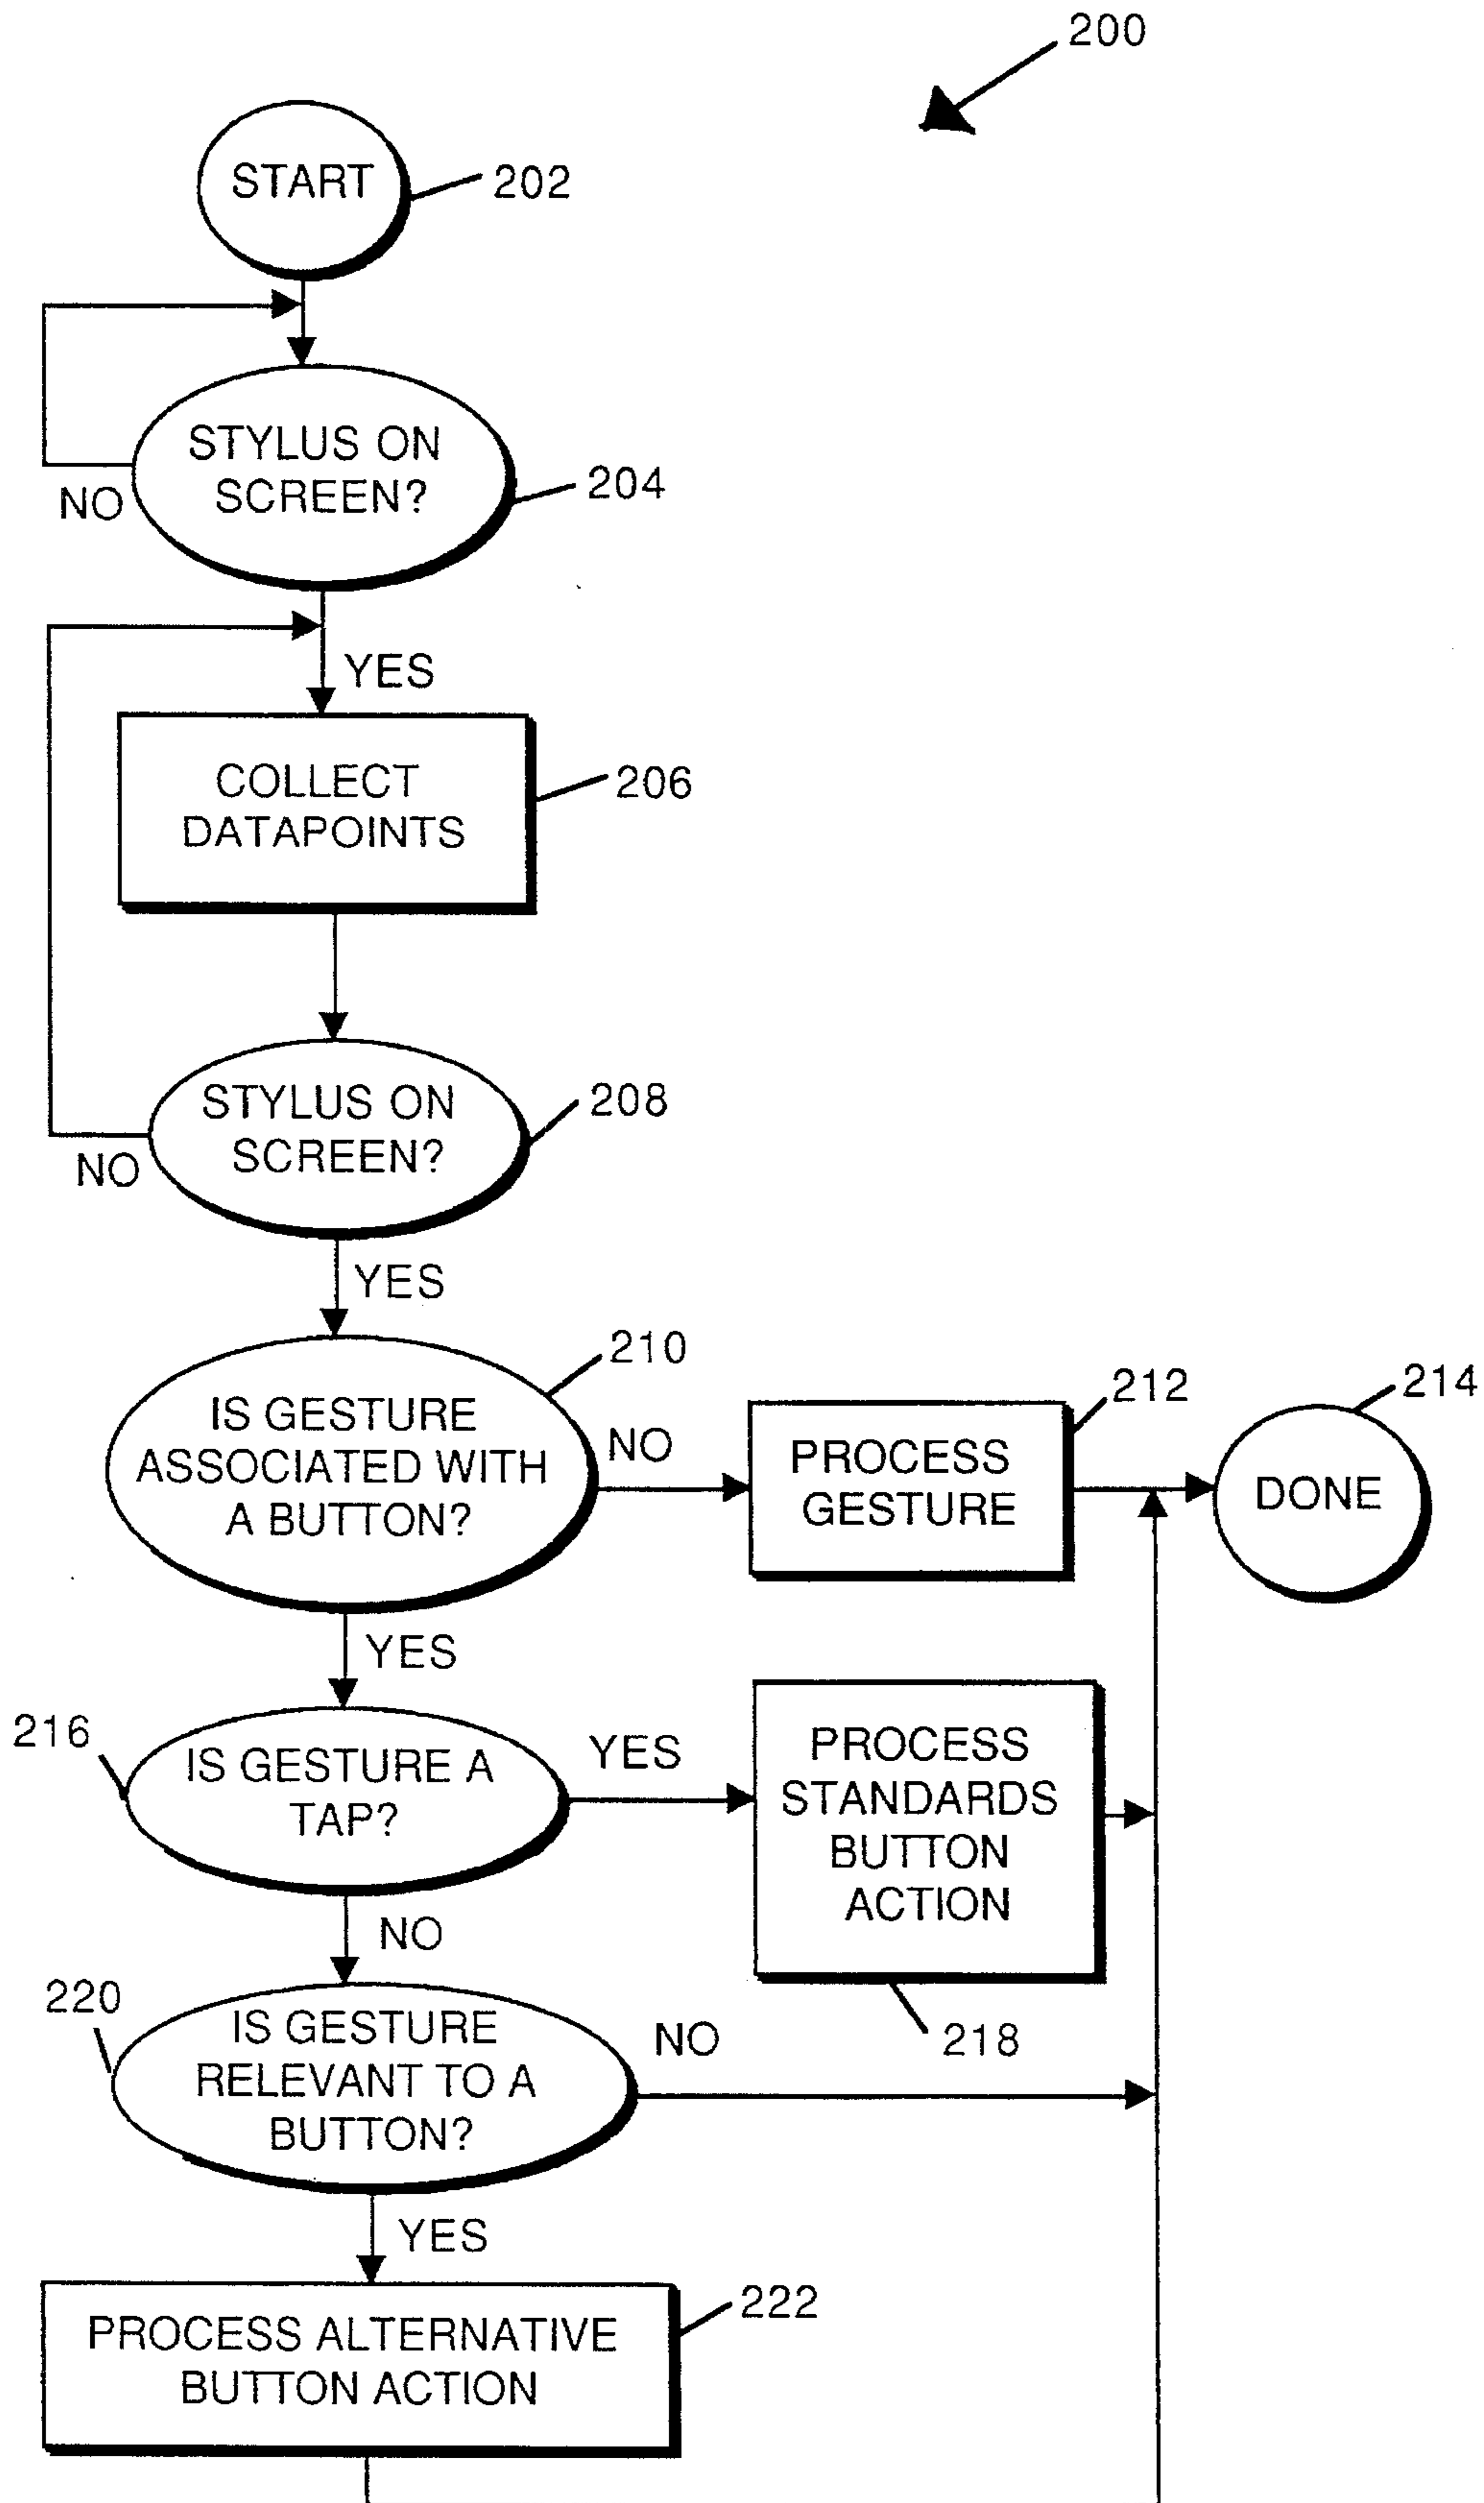 200
START
202
STYLUS ON
SCREEN?
204
NO
YES
COLLECT
DATAPOINTS
206
STYLUS ON
SCREEN?
208
NO
YES
210
IS GESTURE
ASSOCIATED WITH
A BUTTON?
NO
PROCESS
GESTURE
212
DONE
214
YES
216
IS GESTURE A
TAP?
YES
PROCESS
STANDARDS
BUTTON
ACTION
218
NO
220
IS GESTURE
RELEVANT TO A
BUTTON?
NO
YES
PROCESS ALTERNATIVE
BUTTON ACTION
222